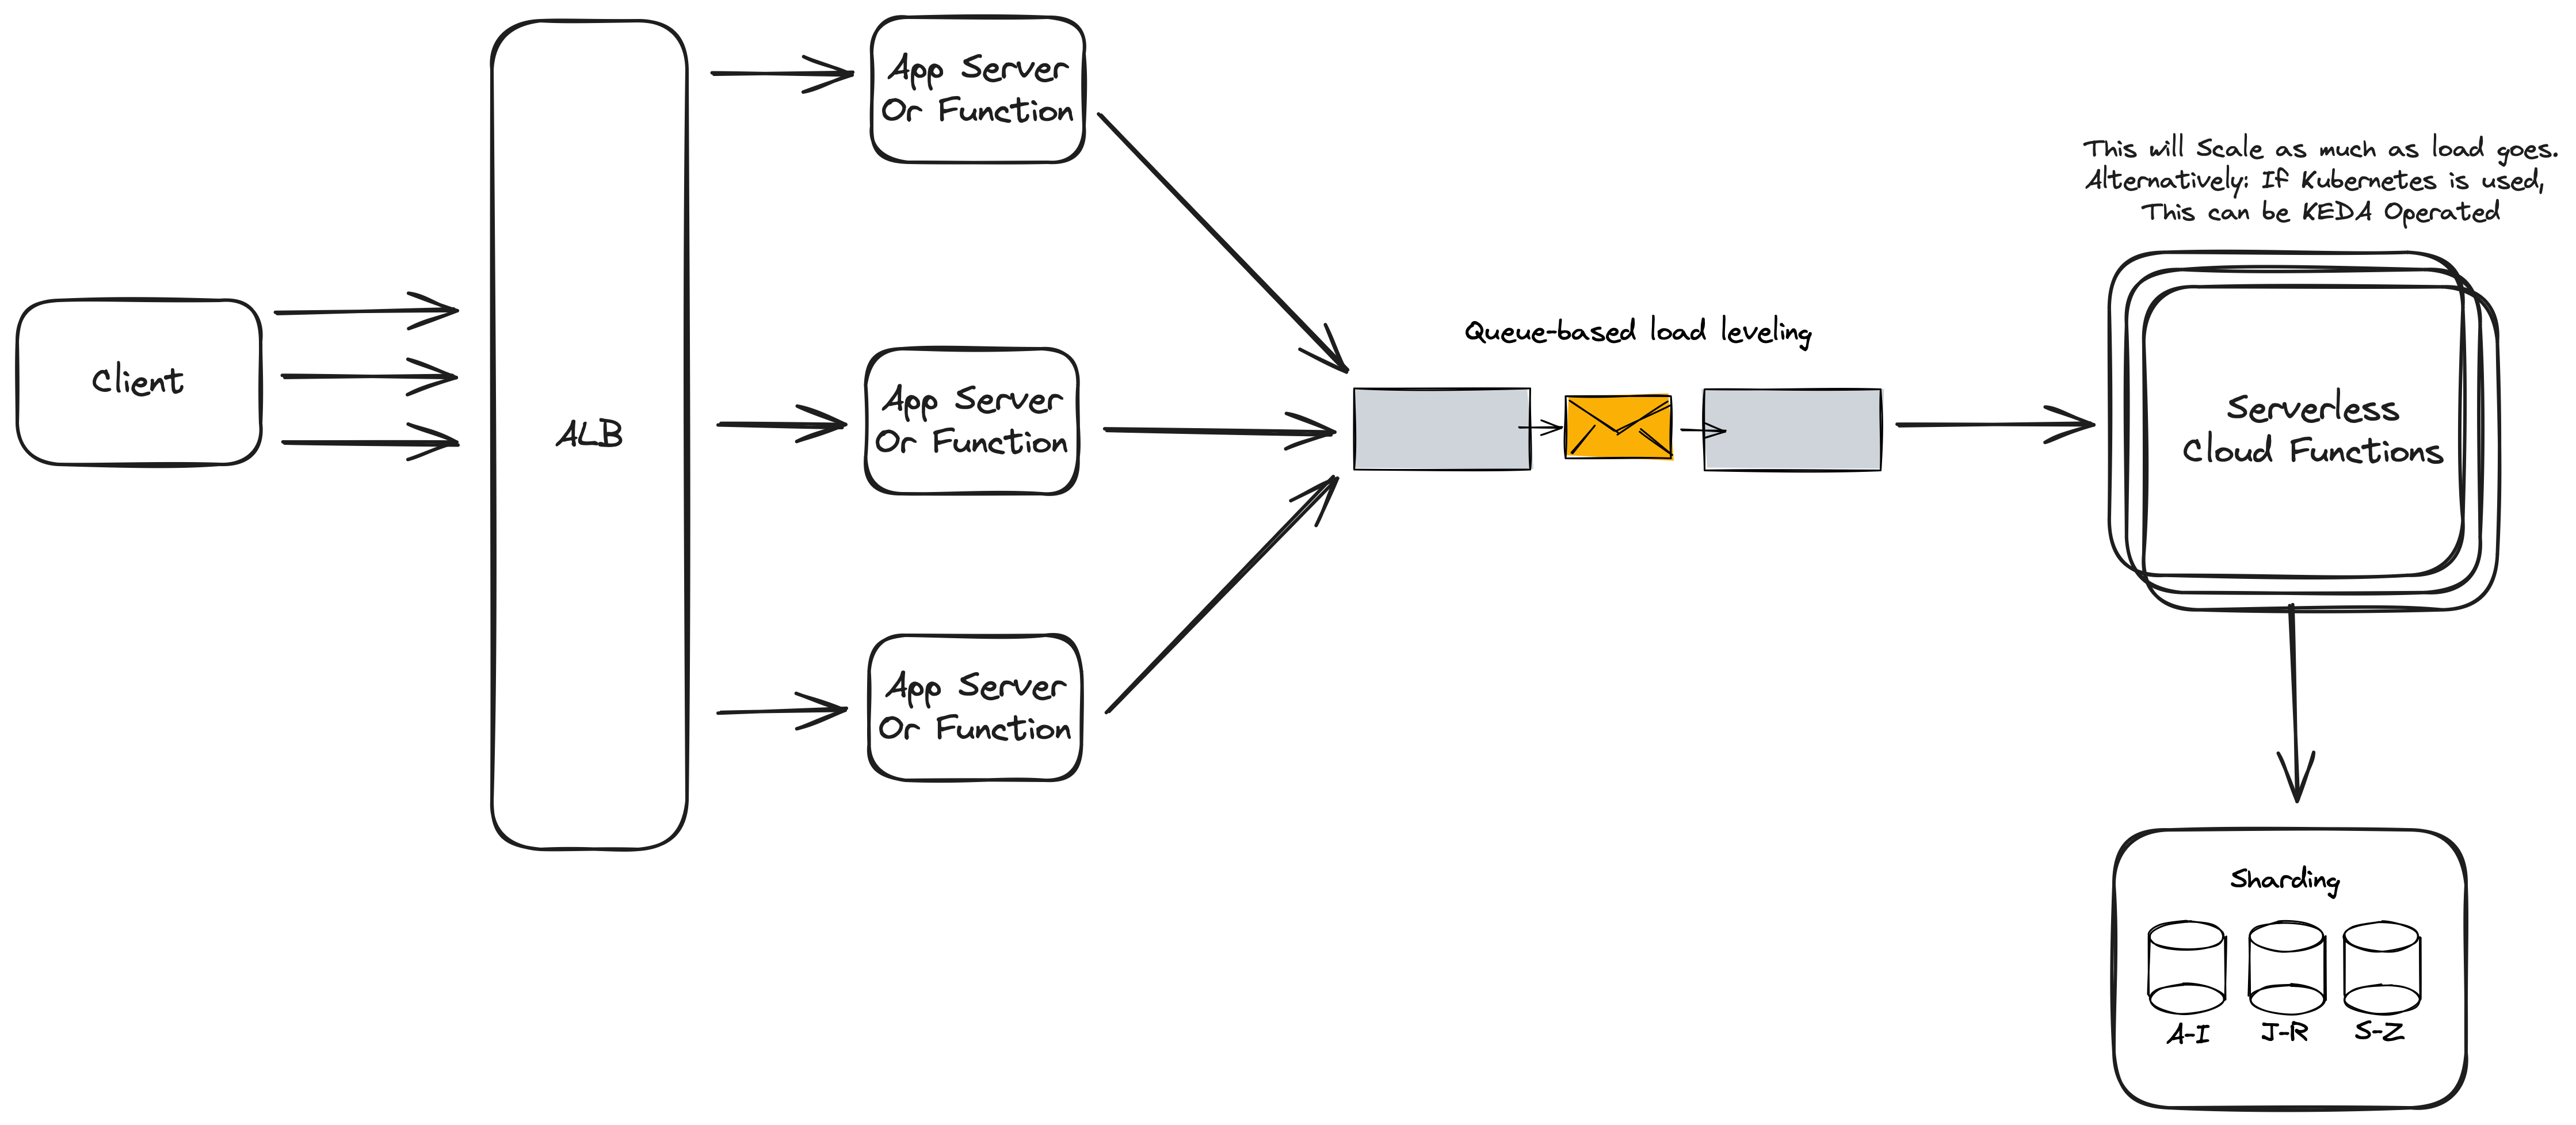 Client
ALB
App Server
Or Function
App Server
Or Function
App Server
Or Function
Queue-based load leveling
This will Scale as much as load goes.
Alternatively: If Kubernetes is used,
This can be KEDA Operated
Serverless
Cloud Functions
Sharding
A-I
J-R
S-Z